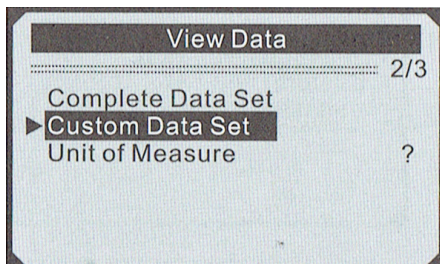 View Data
2/3
Complete Data Set
Custom Data Set
Unit of Measure ?